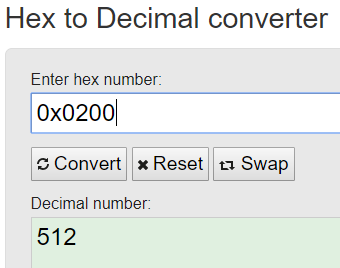 Hex to Decimal converter
Enter hex number:
0x0200
Convert Reset Swap
Decimal number:
512